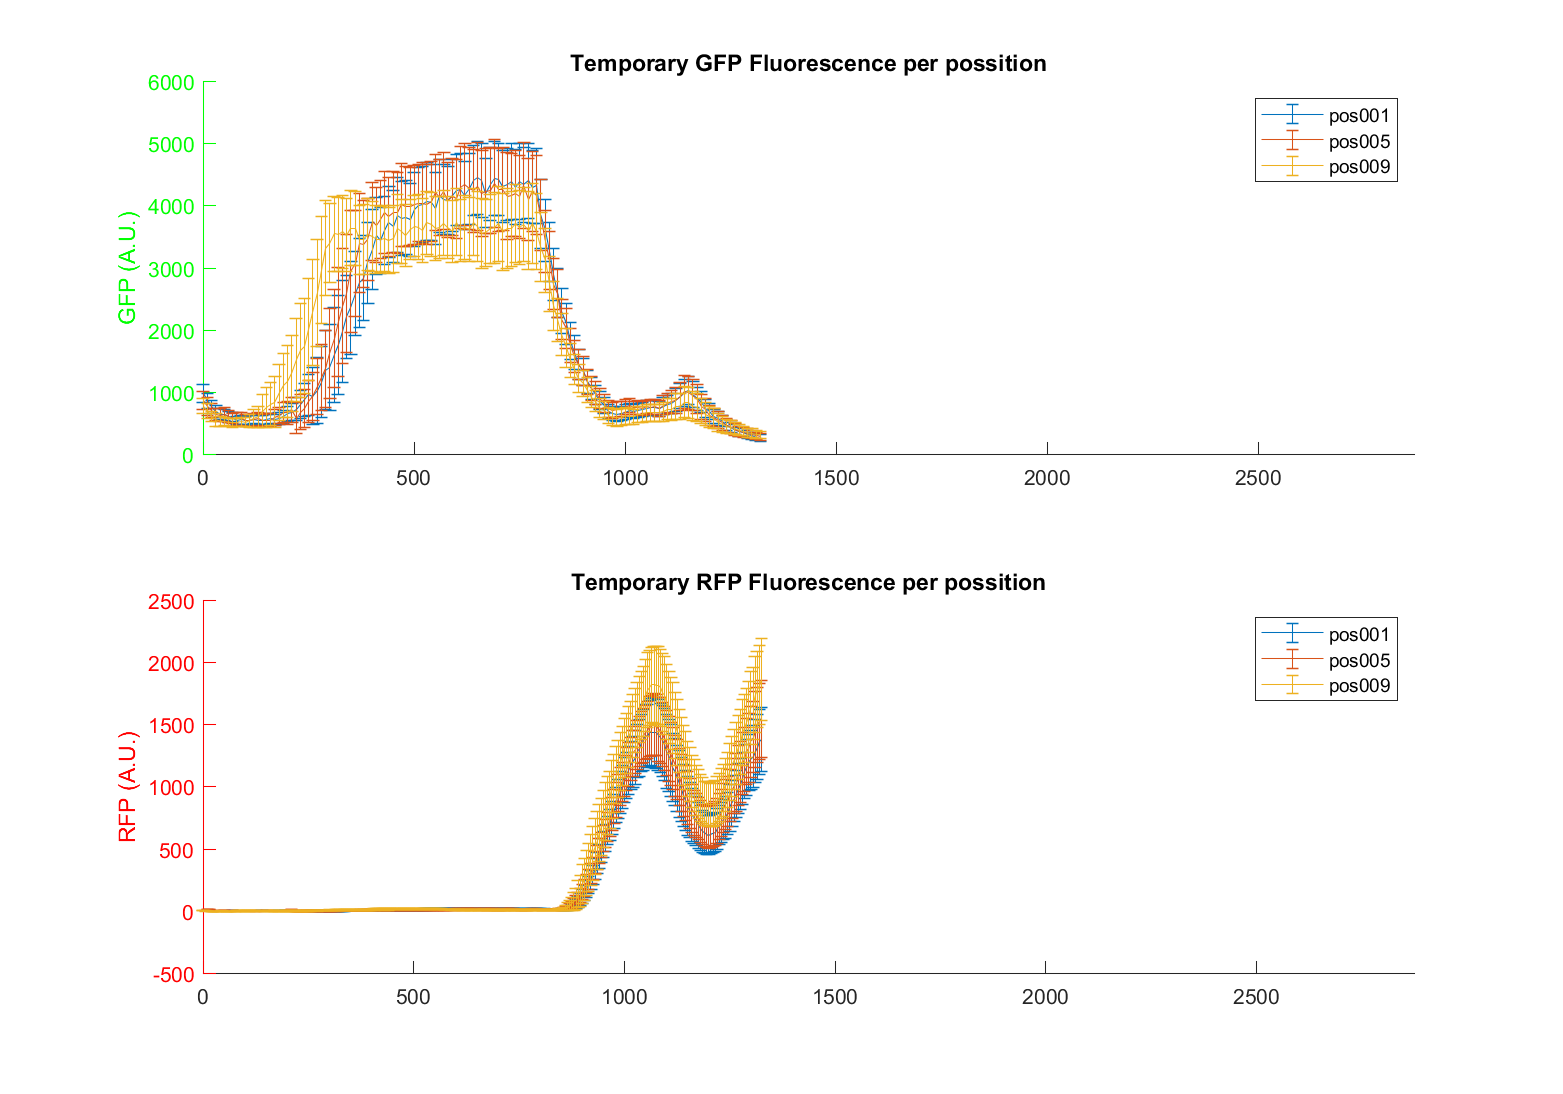 Temporary GFP Fluorescence per possition
6000
5000
4000
3000
2000
1000
0
GFP (A.U.)
0 500 1000 1500 2000 2500
pos001
pos005
pos009
Temporary RFP Fluorescence per possition
2500
2000
1500
1000
500
0
-500
RFP (A.U.)
0 500 1000 1500 2000 2500
pos001
pos005
pos009